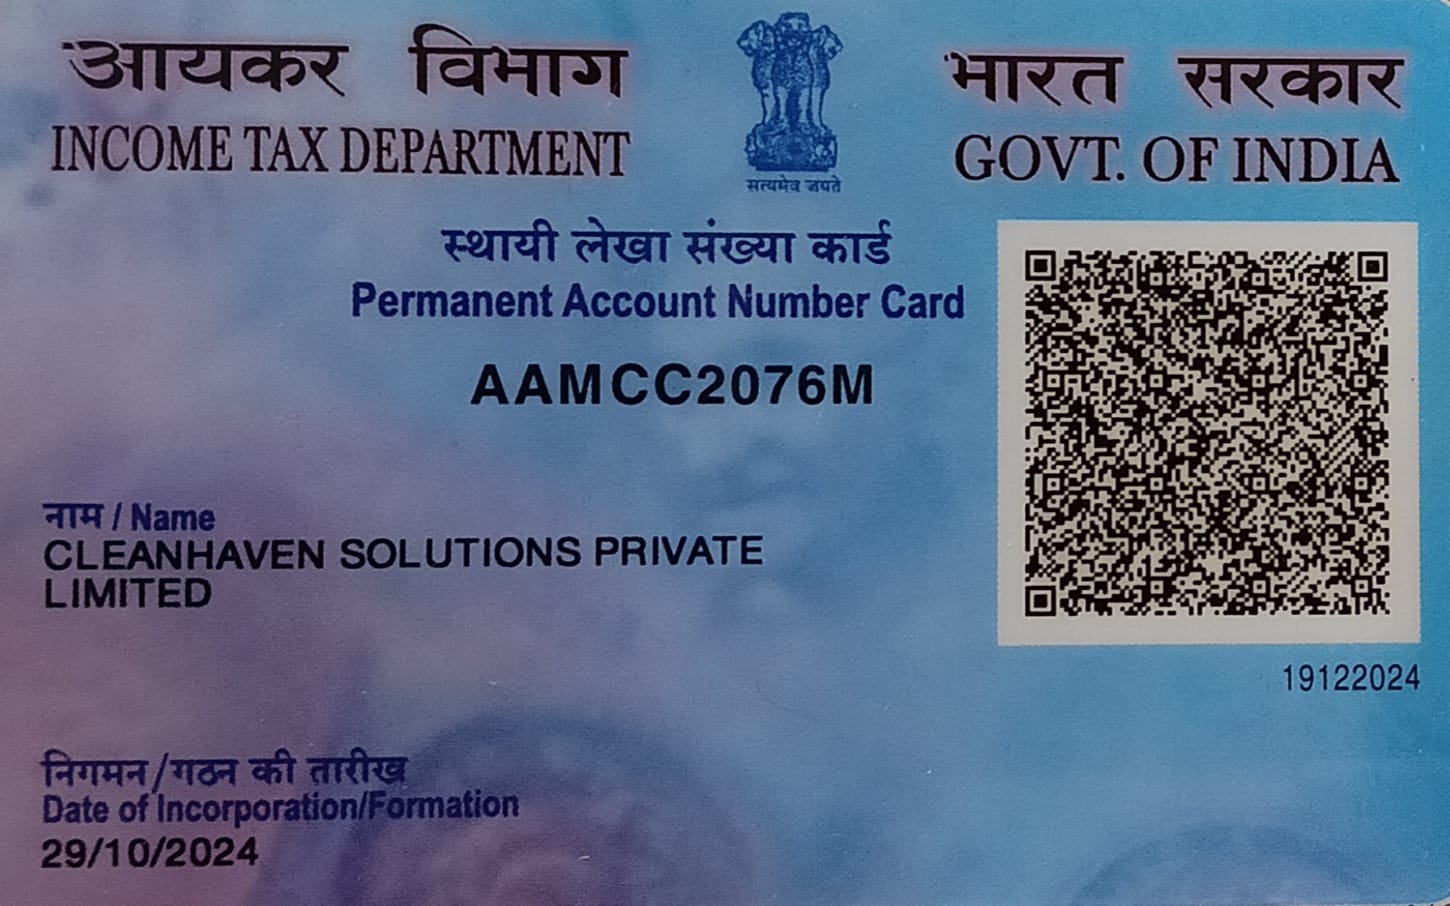 आयकर विभाग
INCOME TAX DEPARTMENT
सत्यमेव जयते
भारत सरकार
GOVT. OF INDIA
स्थायी लेखा संख्या कार्ड
Permanent Account Number Card
AAMCC2076M
नाम / Name
CLEANHAVEN SOLUTIONS PRIVATE
LIMITED
19122024
निगमन/गठन की तारीख
Date of Incorporation/Formation
29/10/2024